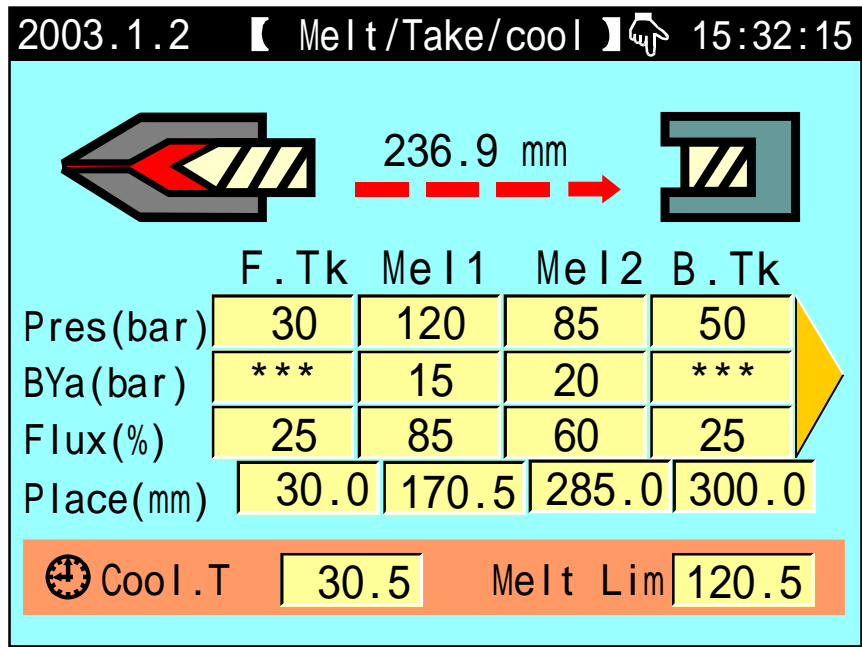 2003.1.2 【 Melt/Take/cool 】 15:32:15
236.9 mm
F.Tk Mel1 Mel2 B.Tk
Pres(bar) 30 120 85 50
BYa(bar) *** 15 20 ***
Flux(%) 25 85 60 25
Place(mm) 30.0 170.5 285.0 300.0
Cool.T 30.5 Melt Lim 120.5